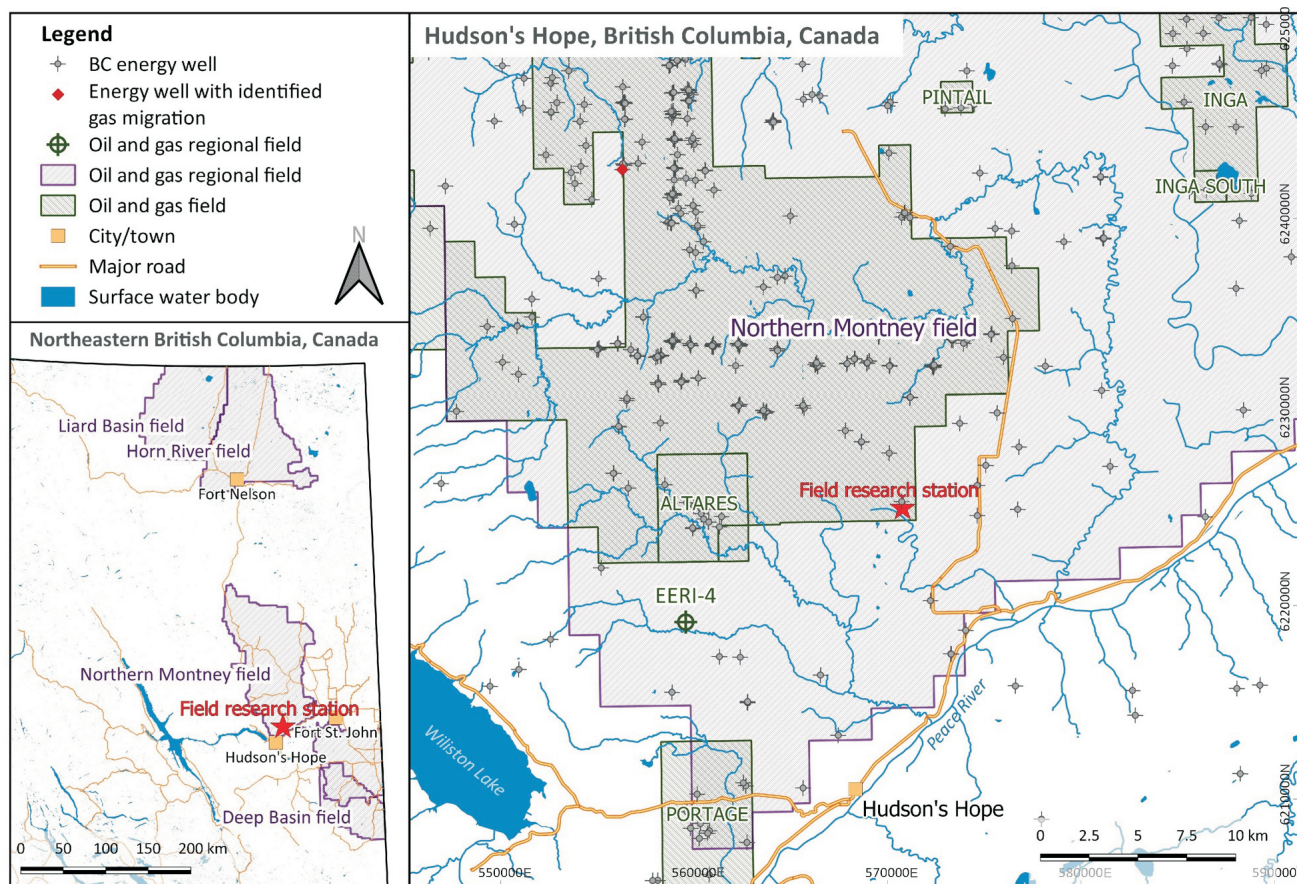 Legend
BC energy well
Energy well with identified
gas migration
Oil and gas regional field
Oil and gas regional field
Oil and gas field
City/town
Major road
Surface water body
N
Northeastern British Columbia, Canada
Liard Basin field
Horn River field
Fort Nelson
Northern Montney field
Field research station
Fort St. John
Hudson's Hope
Deep Basin field
0 50 100 150 200 km
Hudson's Hope, British Columbia, Canada
PINTAIL
INGA
INGA SOUTH
Northern Montney field
ALTARES
Field research station
EERI-4
Williston Lake
Peace River
PORTAGE
Hudson's Hope
0 2.5 5 7.5 10 km
550000E 560000E 570000E 580000E 590000E
625000
6240000N
6230000N
6220000N
6210000N